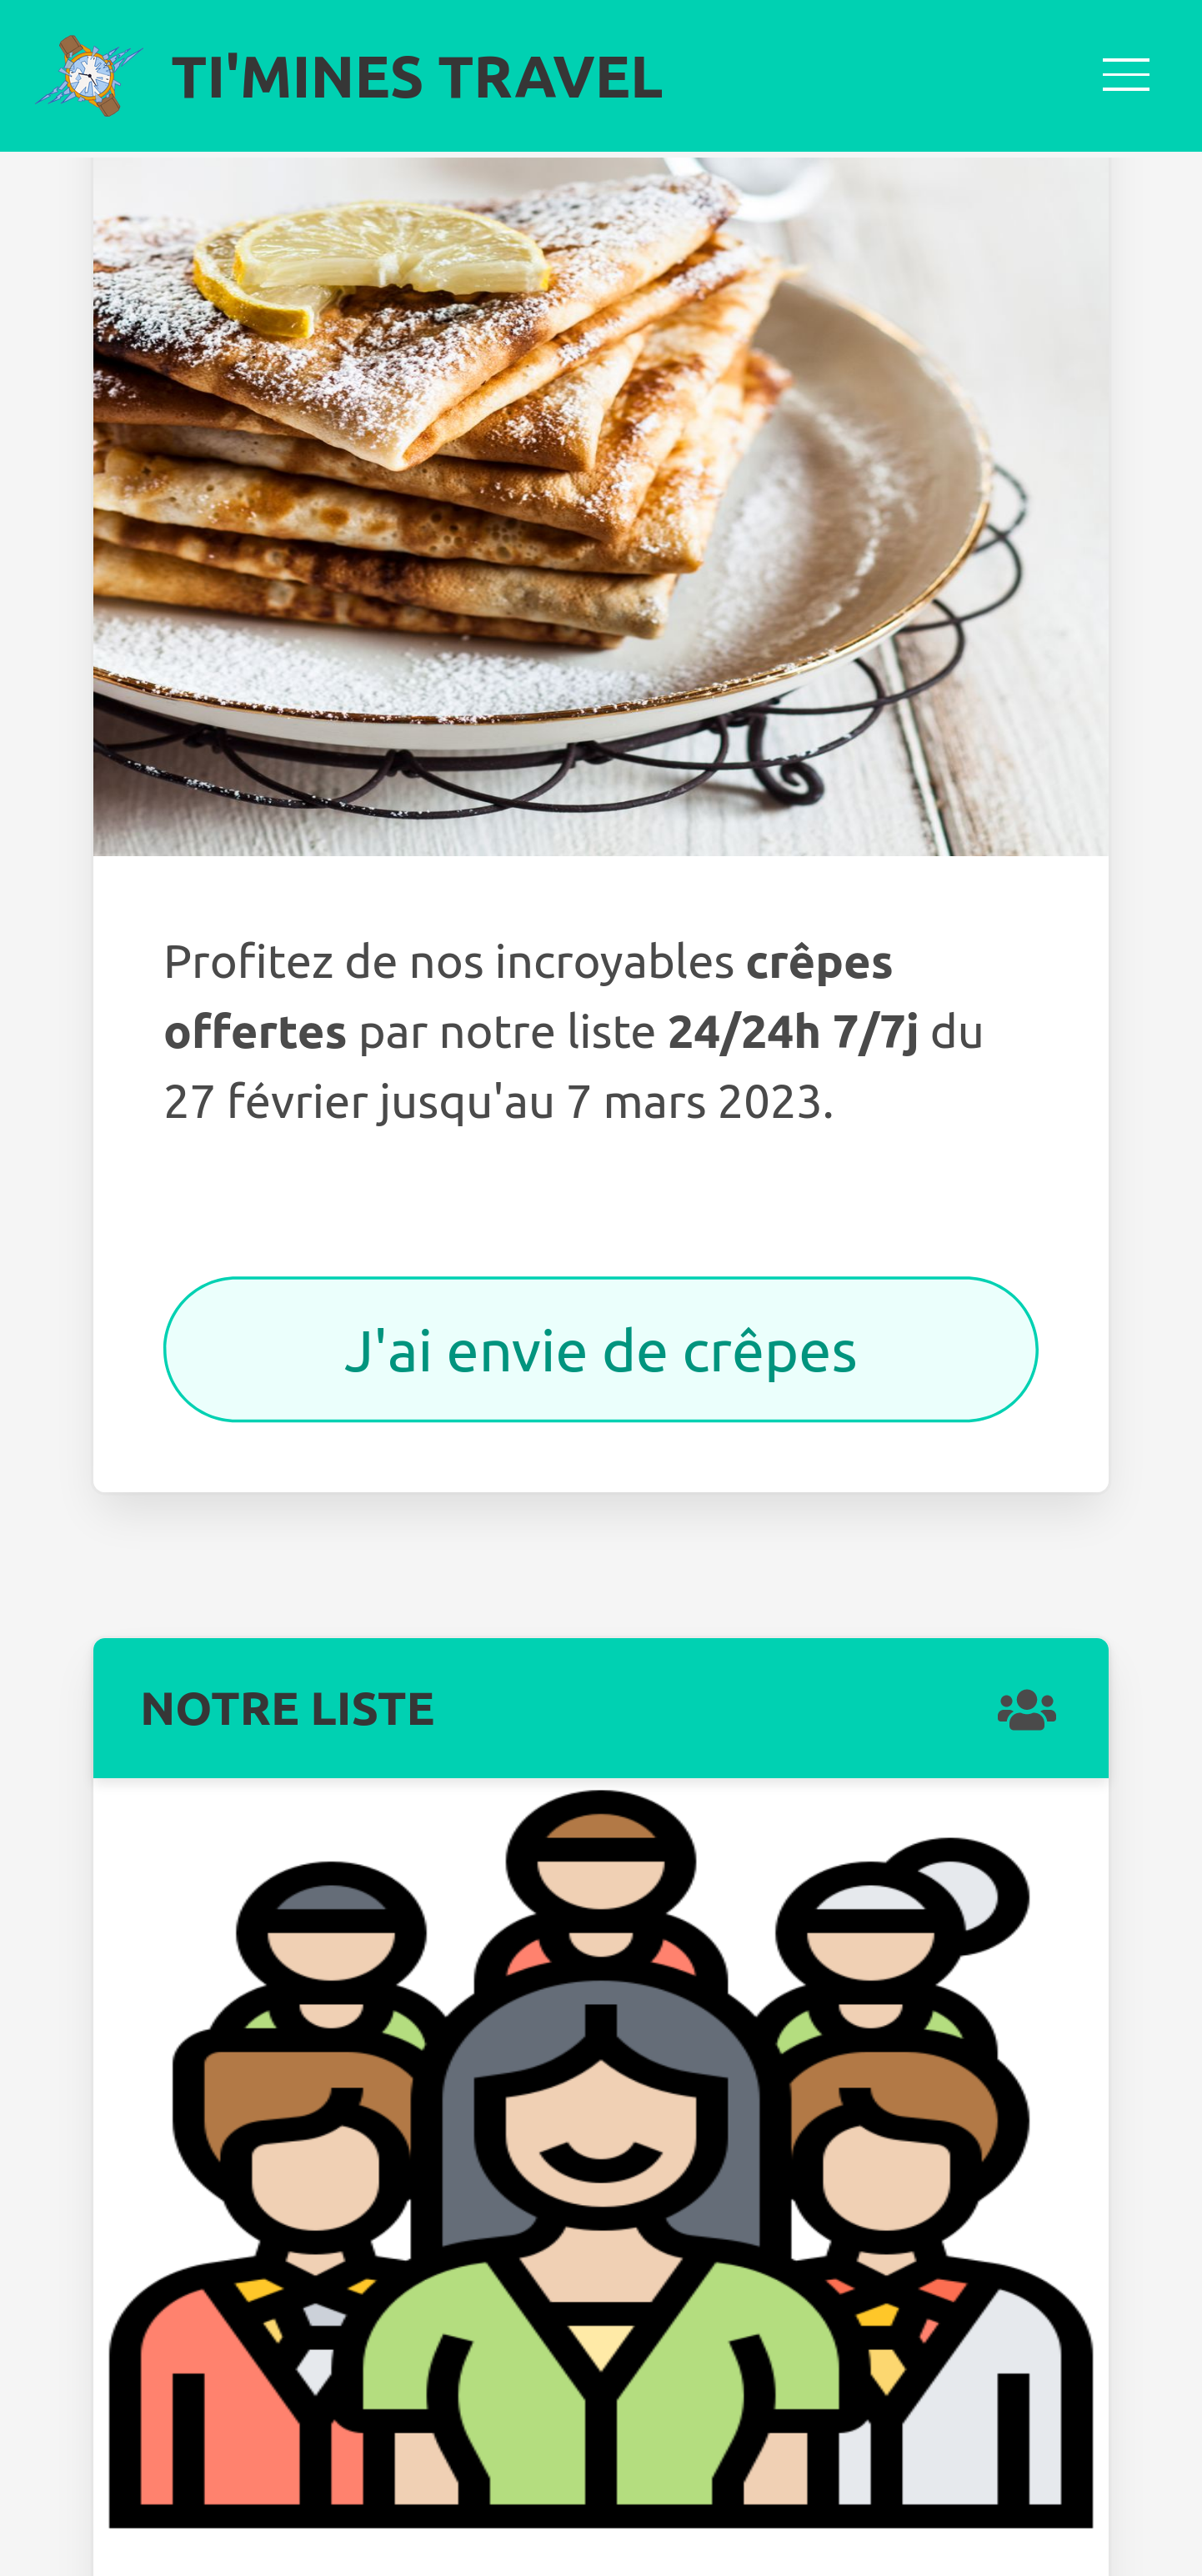 TI'MINES TRAVEL
Profitez de nos incroyables crêpes
offertes par notre liste 24/24h 7/7j du
27 février jusqu'au 7 mars 2023.
J'ai envie de crêpes
NOTRE LISTE